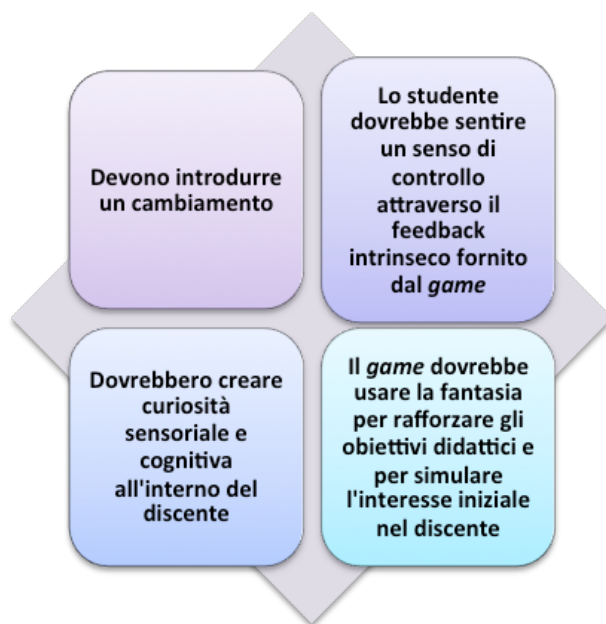 Devono introdurre
un cambiamento
Lo studente
dovrebbe sentire
un senso di
controllo
attraverso il
feedback
intrinseco fornito
dal game
Dovrebbero creare
curiosità
sensoriale e
cognitiva
all'interno del
discente
Il game dovrebbe
usare la fantasia
per rafforzare gli
obiettivi didattici e
per simulare
l'interesse iniziale
nel discente